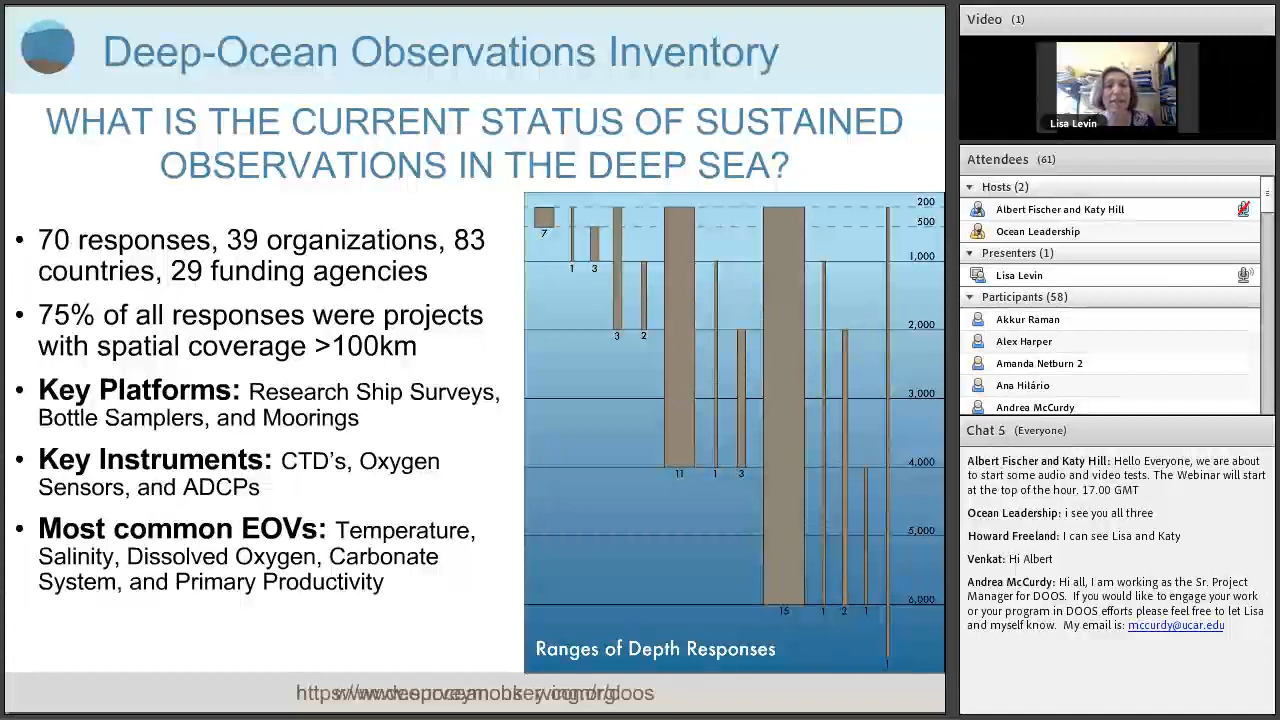 Deep-Ocean Observations Inventory
WHAT IS THE CURRENT STATUS OF SUSTAINED
OBSERVATIONS IN THE DEEP SEA?
• 70 responses, 39 organizations, 83
countries, 29 funding agencies
• 75% of all responses were projects
with spatial coverage >100km
• Key Platforms: Research Ship Surveys,
Bottle Samplers, and Moorings
• Key Instruments: CTD's, Oxygen
Sensors, and ADCPs
• Most common EOVs: Temperature,
Salinity, Dissolved Oxygen, Carbonate
System, and Primary Productivity
200
500
1,000
2,000
3,000
4,000
5,000
6,000
7
1
3
3
2
11
1
3
15
1
2
1
1
Ranges of Depth Responses
Video (1)
Lisa Levin
Attendees (61)
Hosts (2)
Albert Fischer and Katy Hill
Ocean Leadership
Presenters (1)
Lisa Levin
Participants (58)
Akkur Raman
Alex Harper
Amanda Netburn 2
Ana Hilário
Andrea McCurdy
Chat 5 (Everyone)
Albert Fischer and Katy Hill: Hello Everyone, we are about
to start some audio and video tests. The Webinar will start
at the top of the hour. 17.00 GMT
Ocean Leadership: i see you all three
Howard Freeland: I can see Lisa and Katy
Venkat: Hi Albert
Andrea McCurdy: Hi all, I am working as the Sr. Project
Manager for DOOS. If you would like to engage your work
or your program in DOOS efforts please feel free to let Lisa
and myself know. My email is: mccurdy@ucar.edu